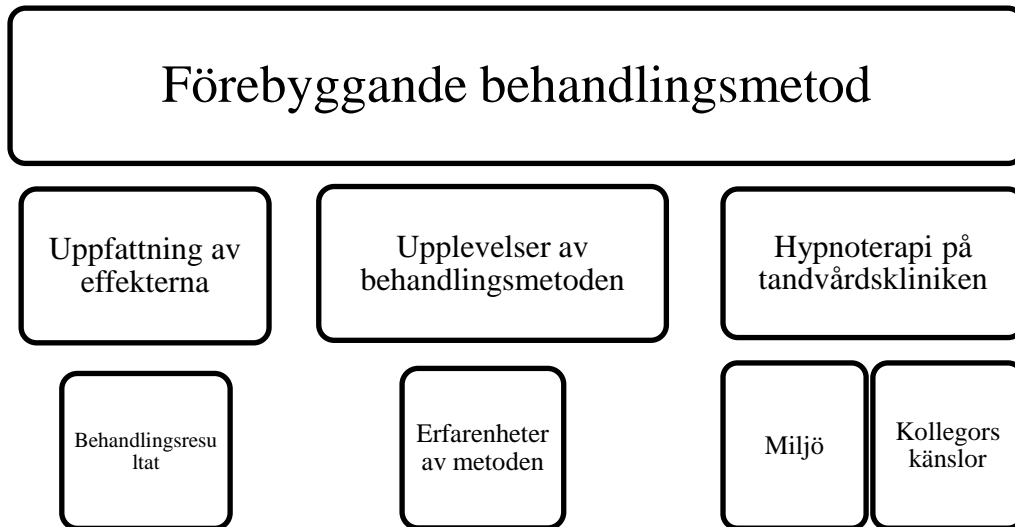 Förebyggande behandlingsmetod
Uppfattning av
effekterna
Upplevelser av
behandlingsmetoden
Hypnoterapi på
tandvårdskliniken
Behandlingsresu
ltat
Erfarenheter
av metoden
Miljö
Kollegors
känslor